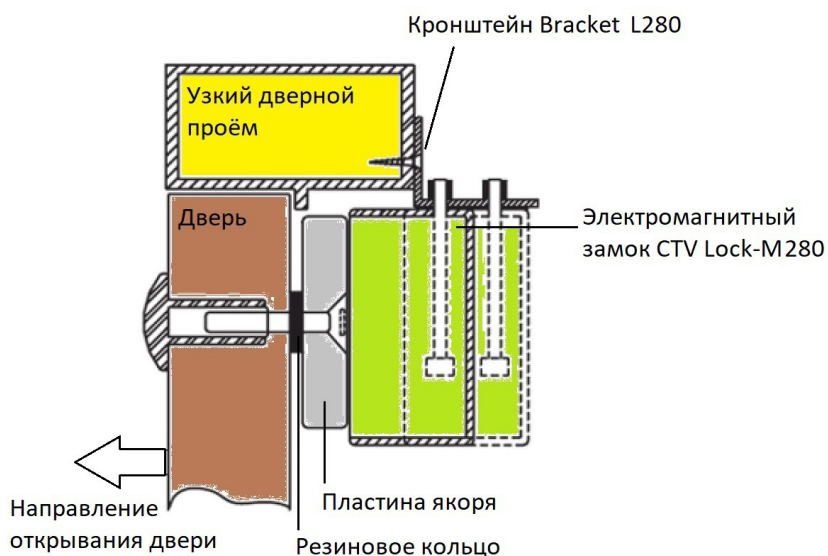 Кронштейн Bracket L280
Узкий дверной
проём
Дверь
Электромагнитный
замок CTV Lock-M280
Направление
открывания двери
Пластина якоря
Резиновое кольцо